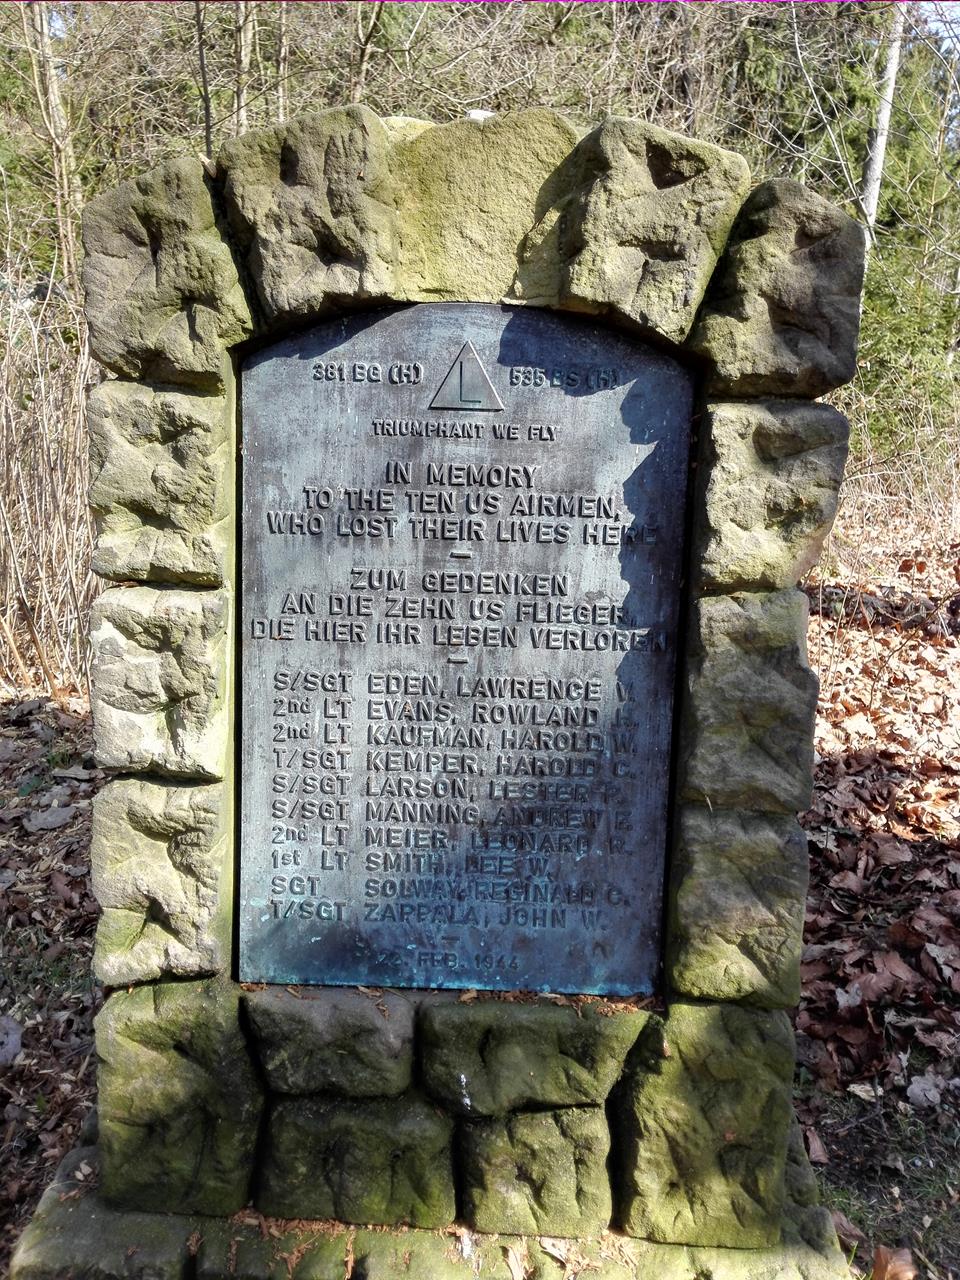 381 BG (H) L 535 BS (H)
TRIUMPHANT WE FLY
IN MEMORY
TO THE TEN US AIRMEN,
WHO LOST THEIR LIVES HERE
—
ZUM GEDENKEN
AN DIE ZEHN US FLIEGER,
DIE HIER IHR LEBEN VERLOREN
—
S/SGT EDEN, LAWRENCE V.
2nd LT EVANS, ROWLAND H.
2nd LT KAUFMAN, HAROLD W.
T/SGT KEMPER, HAROLD C.
S/SGT LARSON, LESTER P.
S/SGT MANNING, ANDREW E.
2nd LT MEIER, LEONARD R.
1st LT SMITH, LEE W.
SGT SOLWAY, REGINALD C.
T/SGT ZAPPALA, JOHN W.
—
22. FEB. 1944